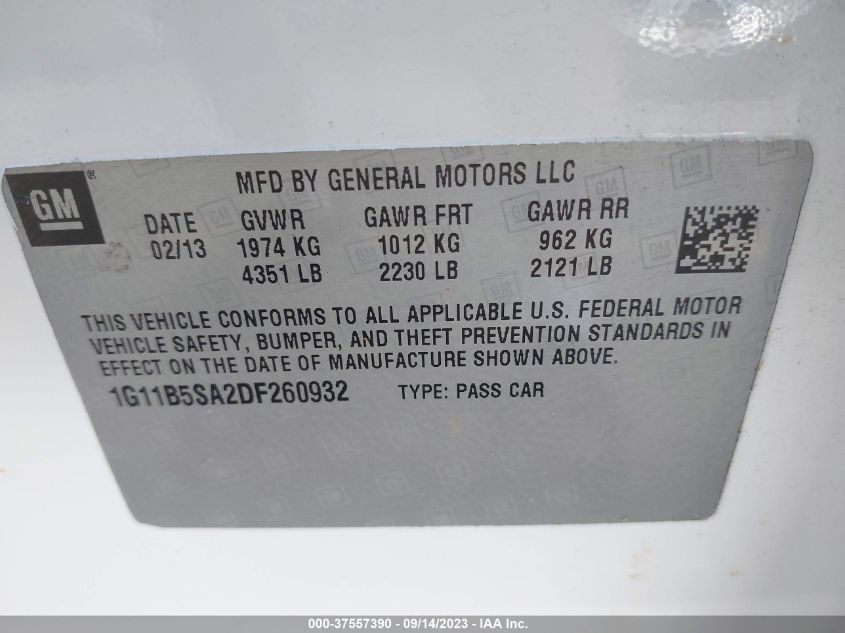 GM ®
MFD BY GENERAL MOTORS LLC
DATE GVWR GAWR FRT GAWR RR
02/13 1974 KG 1012 KG 962 KG
4351 LB 2230 LB 2121 LB
THIS VEHICLE CONFORMS TO ALL APPLICABLE U.S. FEDERAL MOTOR
VEHICLE SAFETY, BUMPER, AND THEFT PREVENTION STANDARDS IN
EFFECT ON THE DATE OF MANUFACTURE SHOWN ABOVE.
1G11B5SA2DF260932 TYPE: PASS CAR
000-37557390 - 09/14/2023 - IAA Inc.